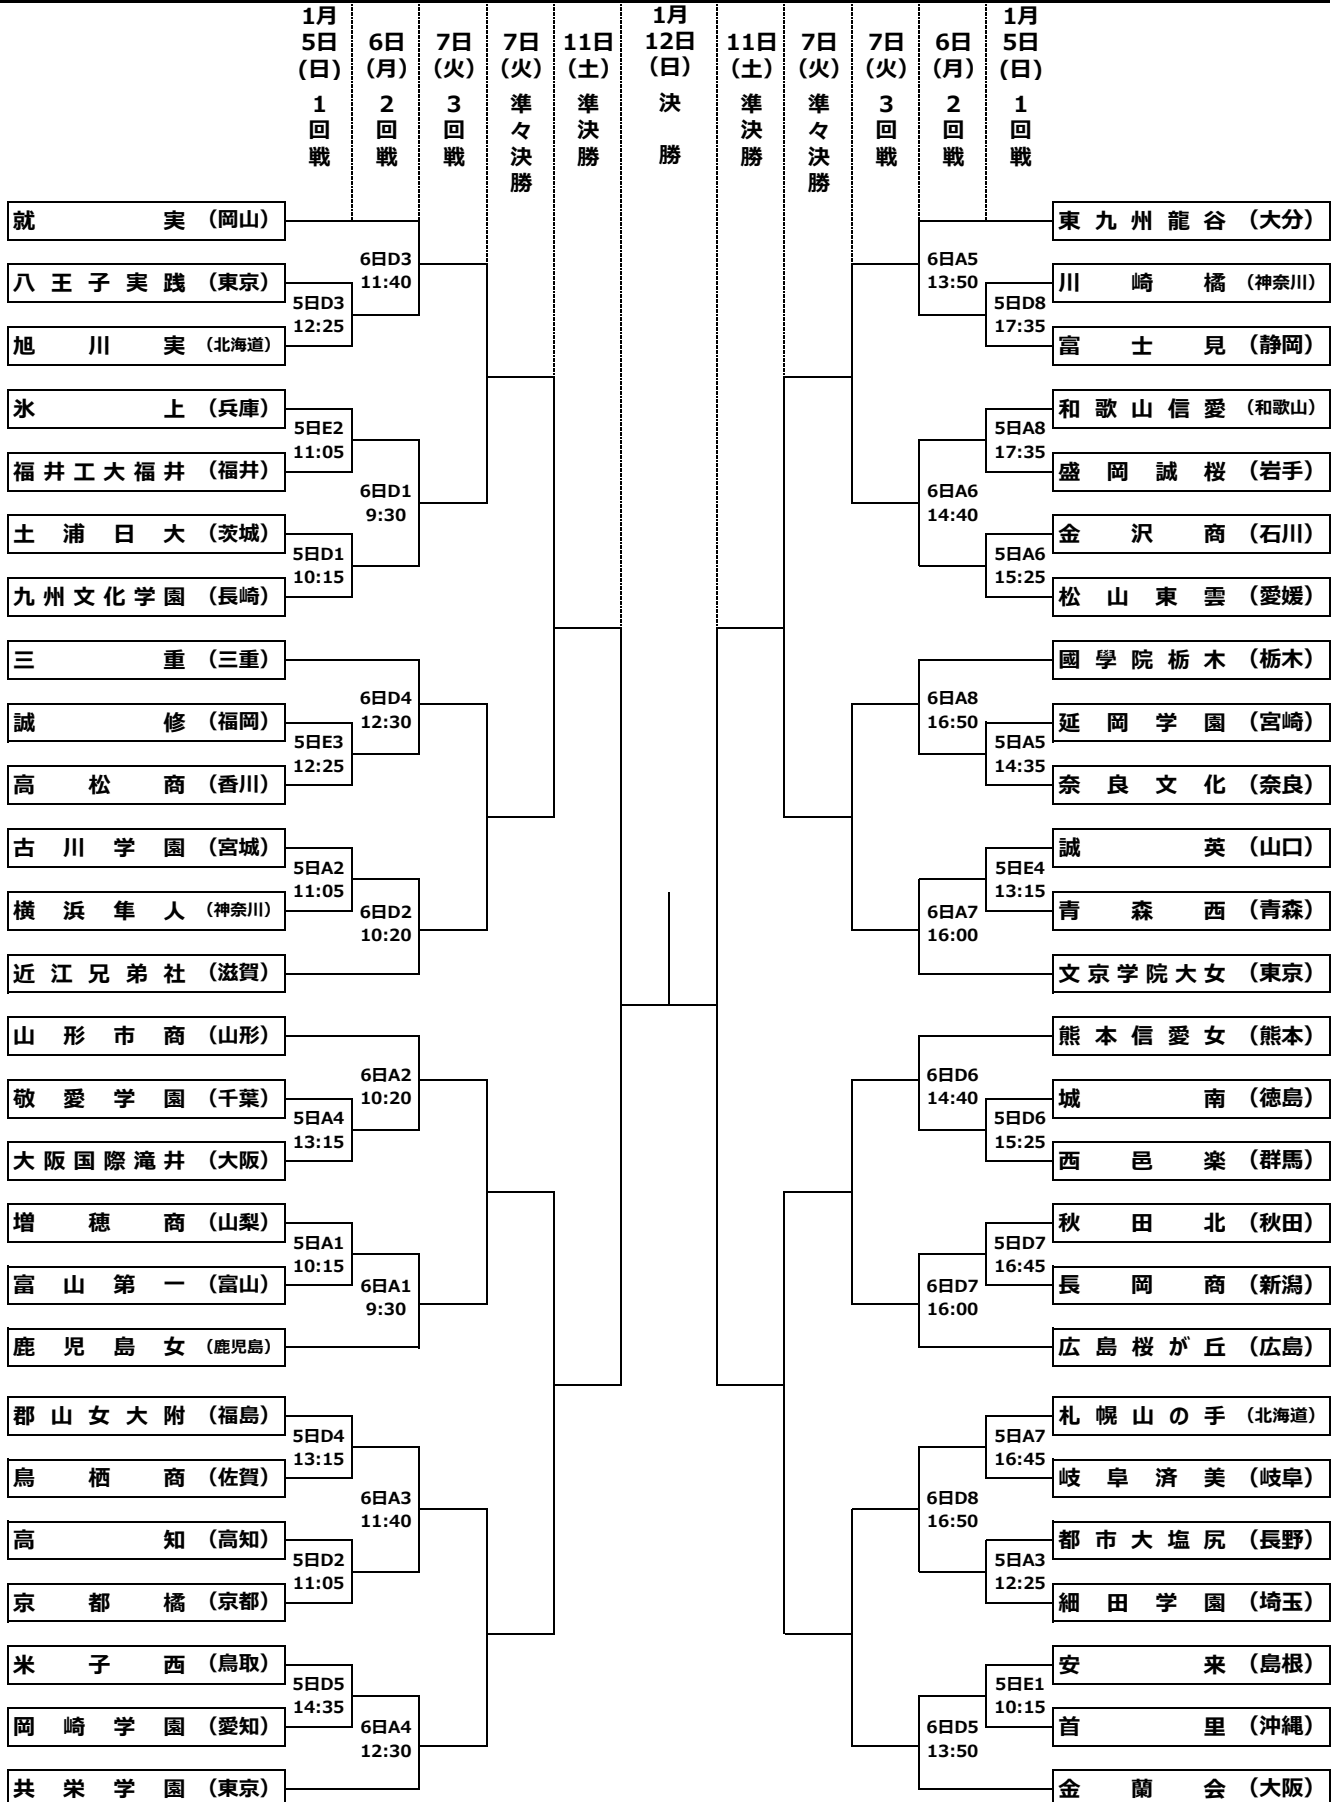 1月 5日 (日) 1回戦
6日 (月) 2回戦
7日 (火) 3回戦
7日 (火) 準々決勝
11日 (土) 準決勝
1月 12日 (日) 決勝
11日 (土) 準決勝
7日 (火) 準々決勝
7日 (火) 3回戦
6日 (月) 2回戦
1月 5日 (日) 1回戦
就実 (岡山)
八王子実践 (東京)
旭川実 (北海道)
氷上 (兵庫)
福井工大福井 (福井)
土浦日大 (茨城)
九州文化学園 (長崎)
三重 (三重)
誠修 (福岡)
高松商 (香川)
古川学園 (宮城)
横浜隼人 (神奈川)
近江兄弟社 (滋賀)
山形市商 (山形)
敬愛学園 (千葉)
大阪国際滝井 (大阪)
増穂商 (山梨)
富山第一 (富山)
鹿児島女 (鹿児島)
郡山女大附 (福島)
鳥栖商 (佐賀)
高知 (高知)
京都橘 (京都)
米子西 (鳥取)
岡崎学園 (愛知)
共栄学園 (東京)
5日D3
12:25
5日E2
11:05
5日D1
10:15
5日E3
12:25
5日A2
11:05
5日A4
13:15
5日A1
10:15
5日D4
13:15
5日D2
11:05
5日D5
14:35
6日D3
11:40
6日D1
9:30
6日D4
12:30
6日D2
10:20
6日A2
10:20
6日A1
9:30
6日A3
11:40
6日A4
12:30
6日A5
13:50
6日A6
14:40
6日A8
16:50
6日A7
16:00
6日D6
14:40
6日D7
16:00
6日D8
16:50
6日D5
13:50
5日D8
17:35
5日A8
17:35
5日A6
15:25
5日A5
14:35
5日E4
13:15
5日D6
15:25
5日D7
16:45
5日A7
16:45
5日A3
12:25
5日E1
10:15
東九州龍谷 (大分)
川崎橘 (神奈川)
富士見 (静岡)
和歌山信愛 (和歌山)
盛岡誠桜 (岩手)
金沢商 (石川)
松山東雲 (愛媛)
國學院栃木 (栃木)
延岡学園 (宮崎)
奈良文化 (奈良)
誠英 (山口)
青森西 (青森)
文京学院大女 (東京)
熊本信愛女 (熊本)
城南 (徳島)
西邑楽 (群馬)
秋田北 (秋田)
長岡商 (新潟)
広島桜が丘 (広島)
札幌山の手 (北海道)
岐阜済美 (岐阜)
都市大塩尻 (長野)
細田学園 (埼玉)
安来 (島根)
首里 (沖縄)
金蘭会 (大阪)